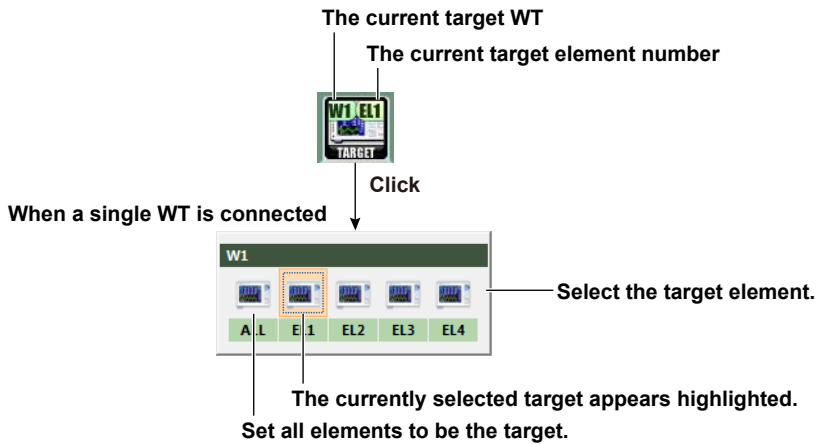 The current target WT
The current target element number
W1 EL1
TARGET
Click
When a single WT is connected
W1
Select the target element.
ALL EL1 EL2 EL3 EL4
The currently selected target appears highlighted.
Set all elements to be the target.